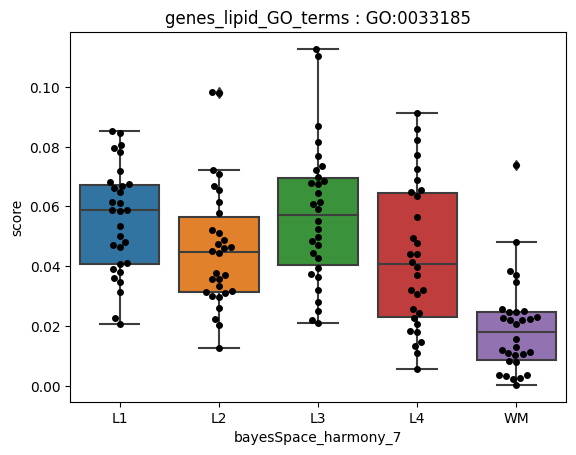 genes_lipid_GO_terms : GO:0033185
score
0.10
0.08
0.06
0.04
0.02
0.00
L1 L2 L3 L4 WM
bayesSpace_harmony_7